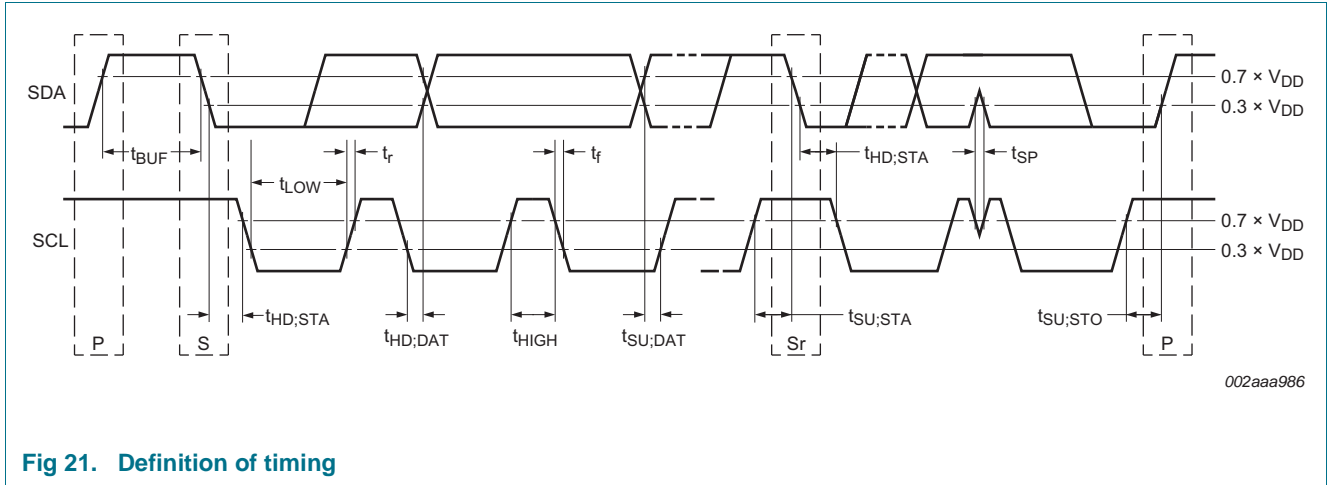 SDA
0.7 × VDD
0.3 × VDD
tBUF
tLOW
tr
tf
tHD;STA
tSP
SCL
0.7 × VDD
0.3 × VDD
tHD;STA
tHD;DAT
tHIGH
tSU;DAT
tSU;STA
tSU;STO
P
S
Sr
P
002aaa986
Fig 21. Definition of timing